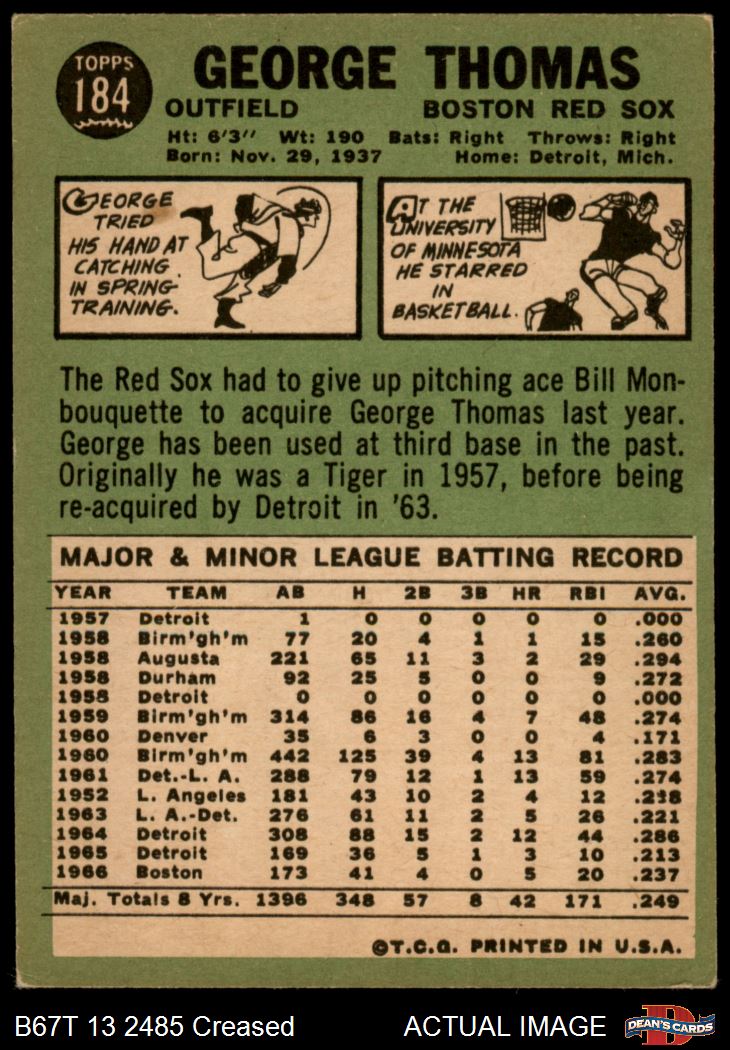 TOPPS
184
GEORGE THOMAS
OUTFIELD BOSTON RED SOX
Ht: 6'3" Wt: 190 Bats: Right Throws: Right
Born: Nov. 29, 1937 Home: Detroit, Mich.
GEORGE
TRIED
HIS HAND AT
CATCHING
IN SPRING-
TRAINING.
AT THE
UNIVERSITY
OF MINNESOTA
HE STARRED
IN
BASKETBALL.
The Red Sox had to give up pitching ace Bill Mon-
bouquette to acquire George Thomas last year.
George has been used at third base in the past.
Originally he was a Tiger in 1957, before being
re-acquired by Detroit in '63.
MAJOR & MINOR LEAGUE BATTING RECORD
YEAR TEAM AB H 2B 3B HR RBI AVG.
1957 Detroit 1 0 0 0 0 0 .000
1958 Birm'gh'm 77 20 4 1 1 15 .260
1958 Augusta 221 65 11 3 2 29 .294
1958 Durham 92 25 5 0 0 9 .272
1958 Detroit 0 0 0 0 0 0 .000
1959 Birm'gh'm 314 86 16 4 7 48 .274
1960 Denver 35 6 3 0 0 4 .171
1960 Birm'gh'm 442 125 39 4 13 81 .283
1961 Det.-L. A. 288 79 12 1 13 59 .274
1952 L. Angeles 181 43 10 2 4 12 .238
1963 L. A.-Det. 276 61 11 2 5 26 .221
1964 Detroit 308 88 15 2 12 44 .286
1965 Detroit 169 36 5 1 3 10 .213
1966 Boston 173 41 4 0 5 20 .237
Maj. Totals 8 Yrs. 1396 348 57 8 42 171 .249
©T.C.G. PRINTED IN U.S.A.
B67T 13 2485 Creased ACTUAL IMAGE
DEAN'S CARDS